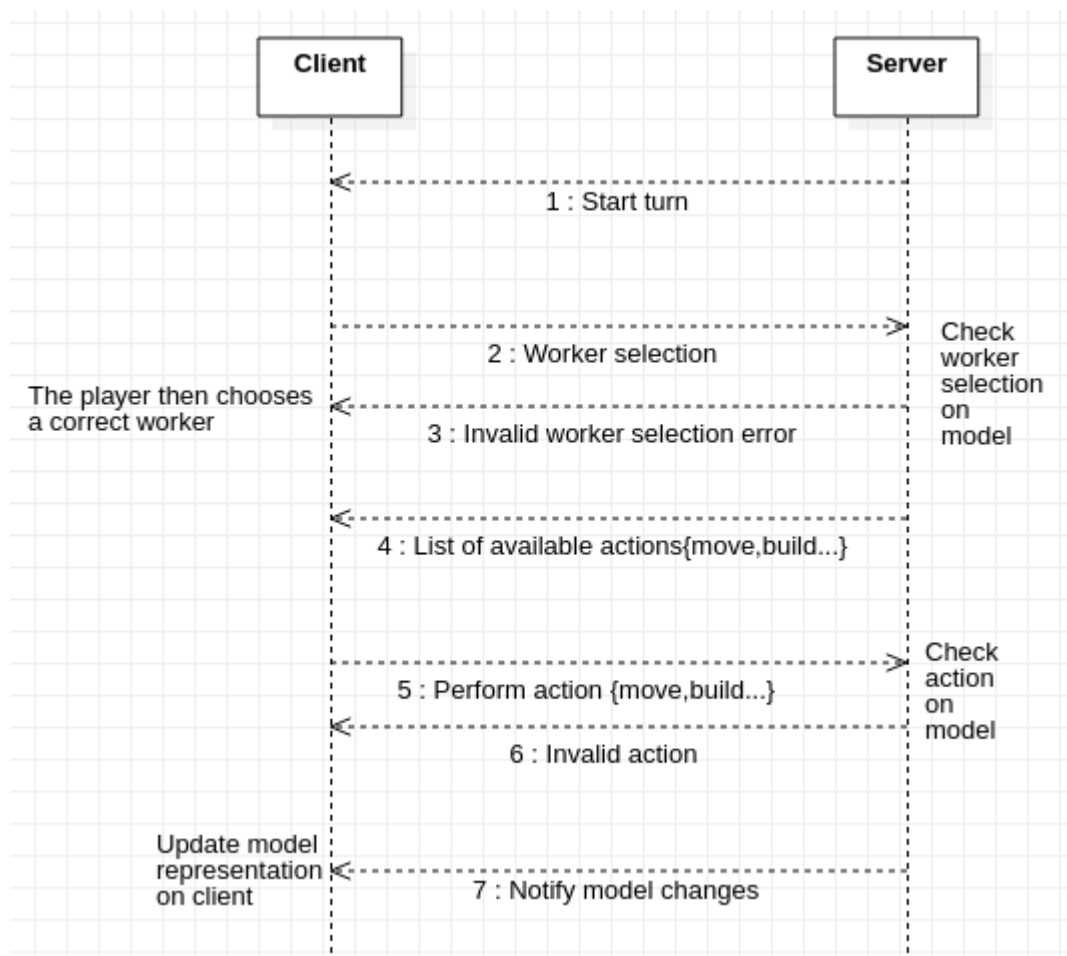 Client
Server
1 : Start turn
2 : Worker selection
Check
worker
selection
on
model
The player then chooses
a correct worker
3 : Invalid worker selection error
4 : List of available actions{move,build...}
5 : Perform action {move,build...}
Check
action
on
model
6 : Invalid action
Update model
representation
on client
7 : Notify model changes